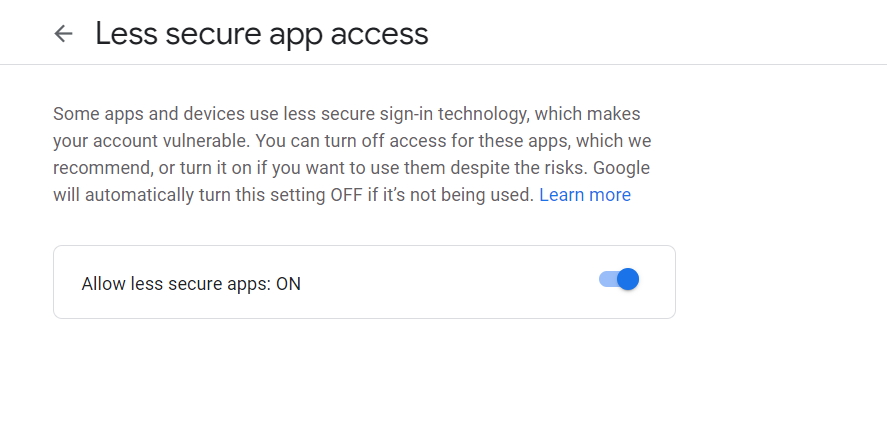 Less secure app access
Some apps and devices use less secure sign-in technology, which makes
your account vulnerable. You can turn off access for these apps, which we
recommend, or turn it on if you want to use them despite the risks. Google
will automatically turn this setting OFF if it’s not being used. Learn more
Allow less secure apps: ON